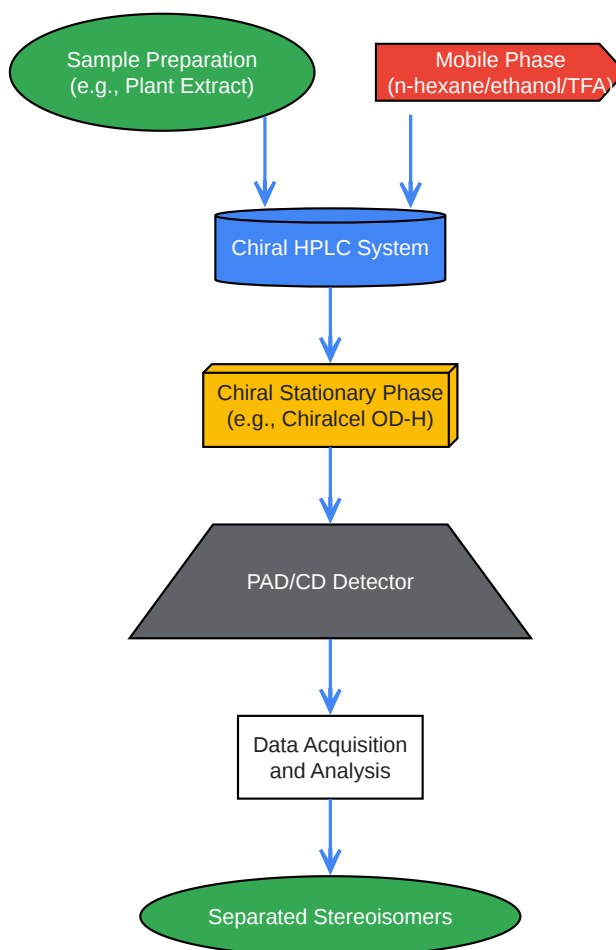 Sample Preparation
(e.g., Plant Extract)
Mobile Phase
(n-hexane/ethanol/TFA)
Chiral HPLC System
Chiral Stationary Phase
(e.g., Chiralcel OD-H)
PAD/CD Detector
Data Acquisition
and Analysis
Separated Stereoisomers